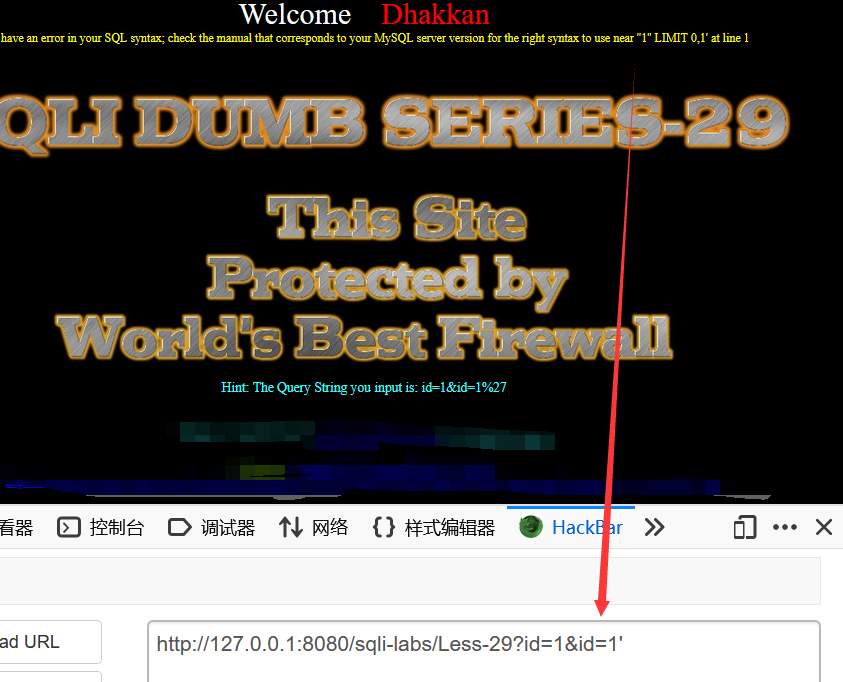 Welcome Dhakkan
have an error in your SQL syntax; check the manual that corresponds to your MySQL server version for the right syntax to use near ''1'' LIMIT 0,1' at line 1
QLI DUMB SERIES-29
This Site
Protected by
World's Best Firewall
Hint: The Query String you input is: id=1&id=1%27
看器 控制台 调试器 网络 样式编辑器 HackBar
ad URL
http://127.0.0.1:8080/sqli-labs/Less-29?id=1&id=1'